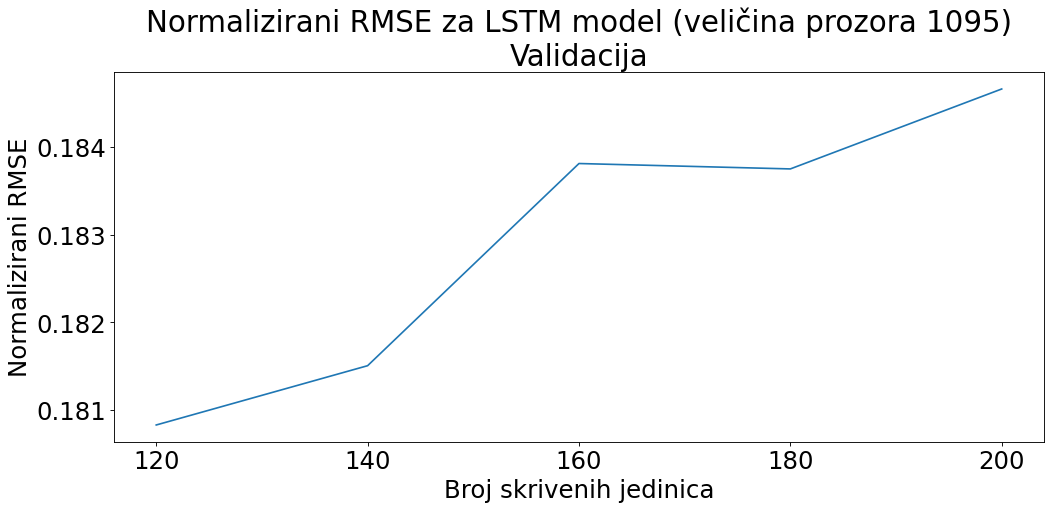 Normalizirani RMSE za LSTM model (veličina prozora 1095)
Validacija
Normalizirani RMSE
0.184
0.183
0.182
0.181
120 140 160 180 200
Broj skrivenih jedinica